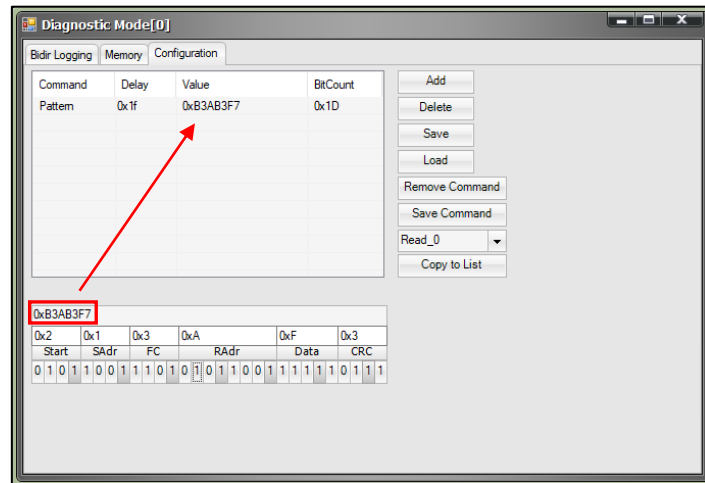 Diagnostic Mode[0]
Bidir Logging Memory Configuration
Command Delay Value BitCount
Pattern 0x1f 0xB3AB3F7 0x1D
Add
Delete
Save
Load
Remove Command
Save Command
Read_0
Copy to List
0xB3AB3F7
0x2 0x1 0x3 0xA 0xF 0x3
Start SAdr FC RAdr Data CRC
0 1 0 1 1 0 0 1 1 1 0 1 0 1 0 1 1 0 0 1 1 1 1 1 1 0 1 1 1